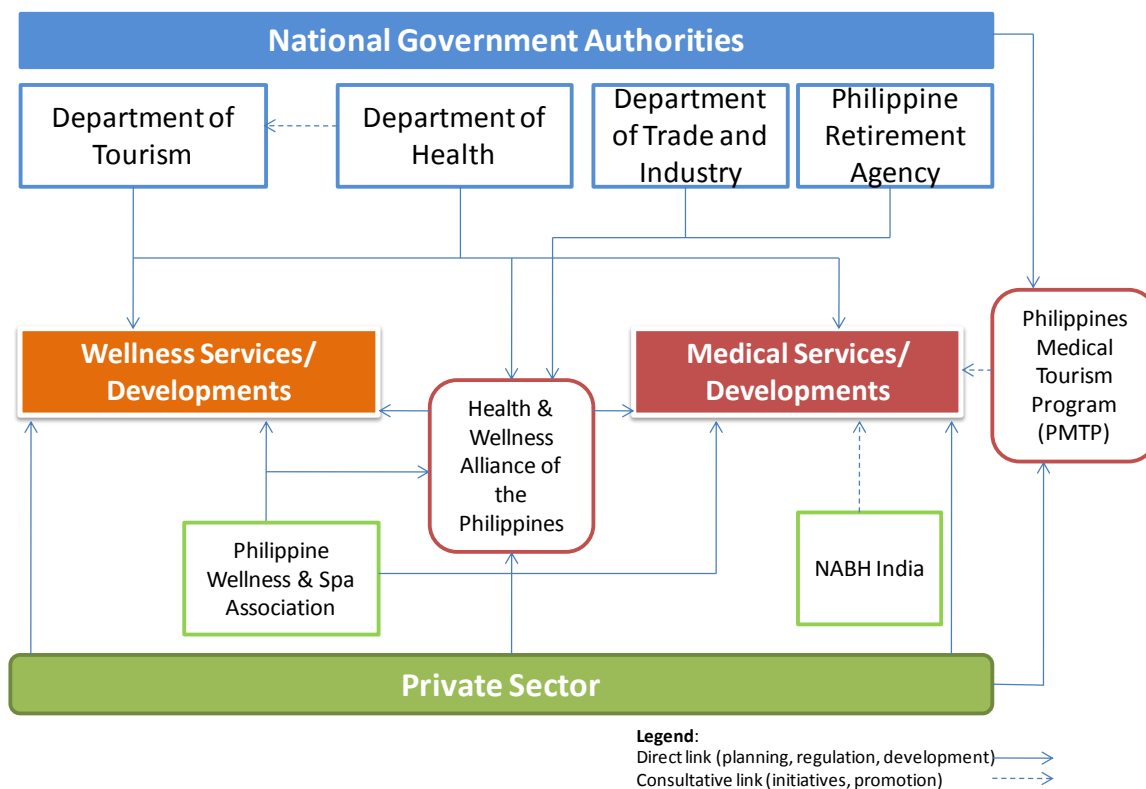 National Government Authorities
Department of
Tourism
Department of
Health
Department
of Trade and
Industry
Philippine
Retirement
Agency
Wellness Services/
Developments
Medical Services/
Developments
Philippines
Medical
Tourism
Program
(PMTP)
Health &
Wellness
Alliance of
the
Philippines
Philippine
Wellness & Spa
Association
NABH India
Private Sector
Legend:
Direct link (planning, regulation, development)
Consultative link (initiatives, promotion)